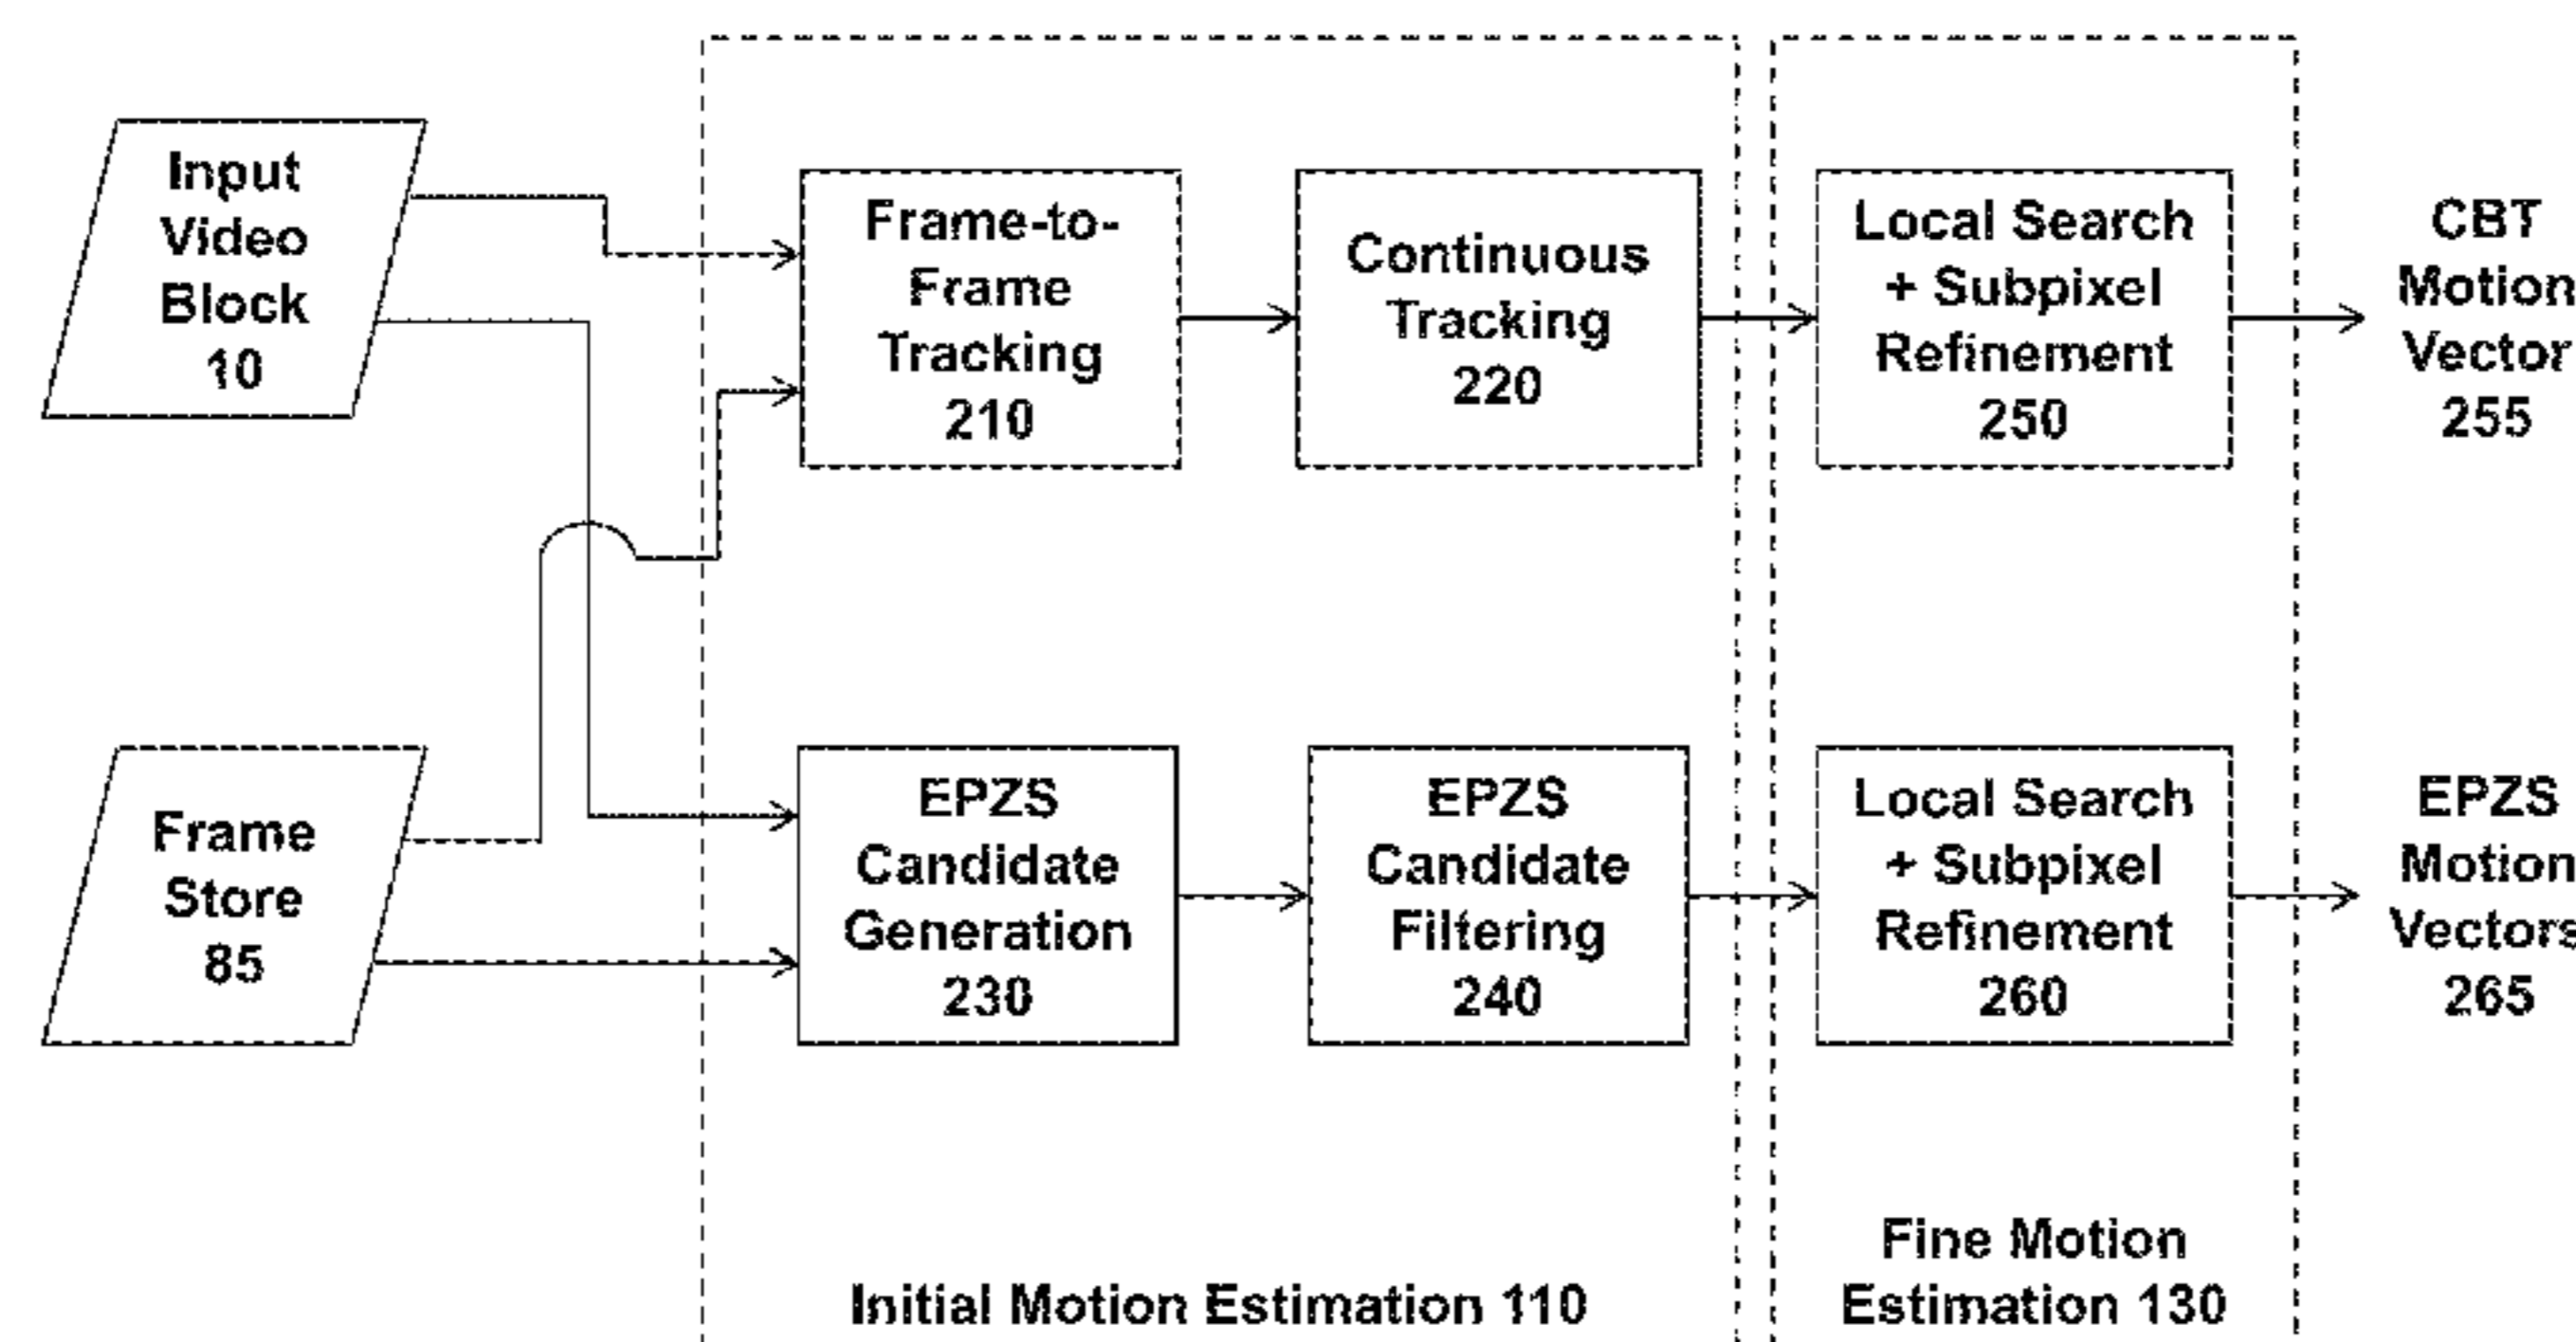 Input
Video
Block
10
Frame-to-
Frame
Tracking
210
Continuous
Tracking
220
Local Search
+ Subpixel
Refinement
250
CBT
Motion
Vector
255
Frame
Store
85
EPZS
Candidate
Generation
230
EPZS
Candidate
Filtering
240
Local Search
+ Subpixel
Refinement
260
EPZS
Motion
Vectors
265
Initial Motion Estimation 110
Fine Motion
Estimation 130